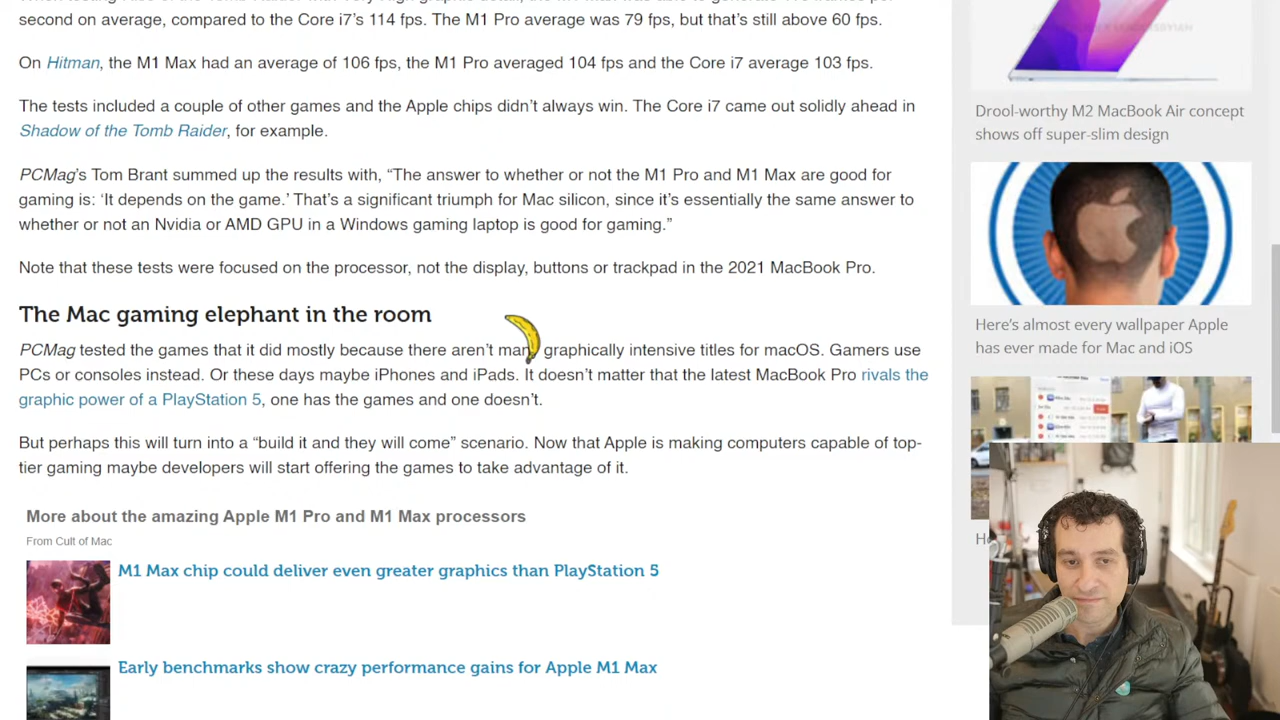 second on average, compared to the Core i7's 114 fps. The M1 Pro average was 79 fps, but that's still above 60 fps.
On Hitman, the M1 Max had an average of 106 fps, the M1 Pro averaged 104 fps and the Core i7 average 103 fps.
The tests included a couple of other games and the Apple chips didn't always win. The Core i7 came out solidly ahead in
Shadow of the Tomb Raider, for example.
PCMag's Tom Brant summed up the results with, “The answer to whether or not the M1 Pro and M1 Max are good for
gaming is: ‘It depends on the game.’ That's a significant triumph for Mac silicon, since it's essentially the same answer to
whether or not an Nvidia or AMD GPU in a Windows gaming laptop is good for gaming.”
Note that these tests were focused on the processor, not the display, buttons or trackpad in the 2021 MacBook Pro.
The Mac gaming elephant in the room
PCMag tested the games that it did mostly because there aren't many graphically intensive titles for macOS. Gamers use
PCs or consoles instead. Or these days maybe iPhones and iPads. It doesn't matter that the latest MacBook Pro rivals the
graphic power of a PlayStation 5, one has the games and one doesn't.
But perhaps this will turn into a “build it and they will come” scenario. Now that Apple is making computers capable of top-
tier gaming maybe developers will start offering the games to take advantage of it.
More about the amazing Apple M1 Pro and M1 Max processors
From Cult of Mac
M1 Max chip could deliver even greater graphics than PlayStation 5
Early benchmarks show crazy performance gains for Apple M1 Max
Drool-worthy M2 MacBook Air concept
shows off super-slim design
Here's almost every wallpaper Apple
has ever made for Mac and iOS